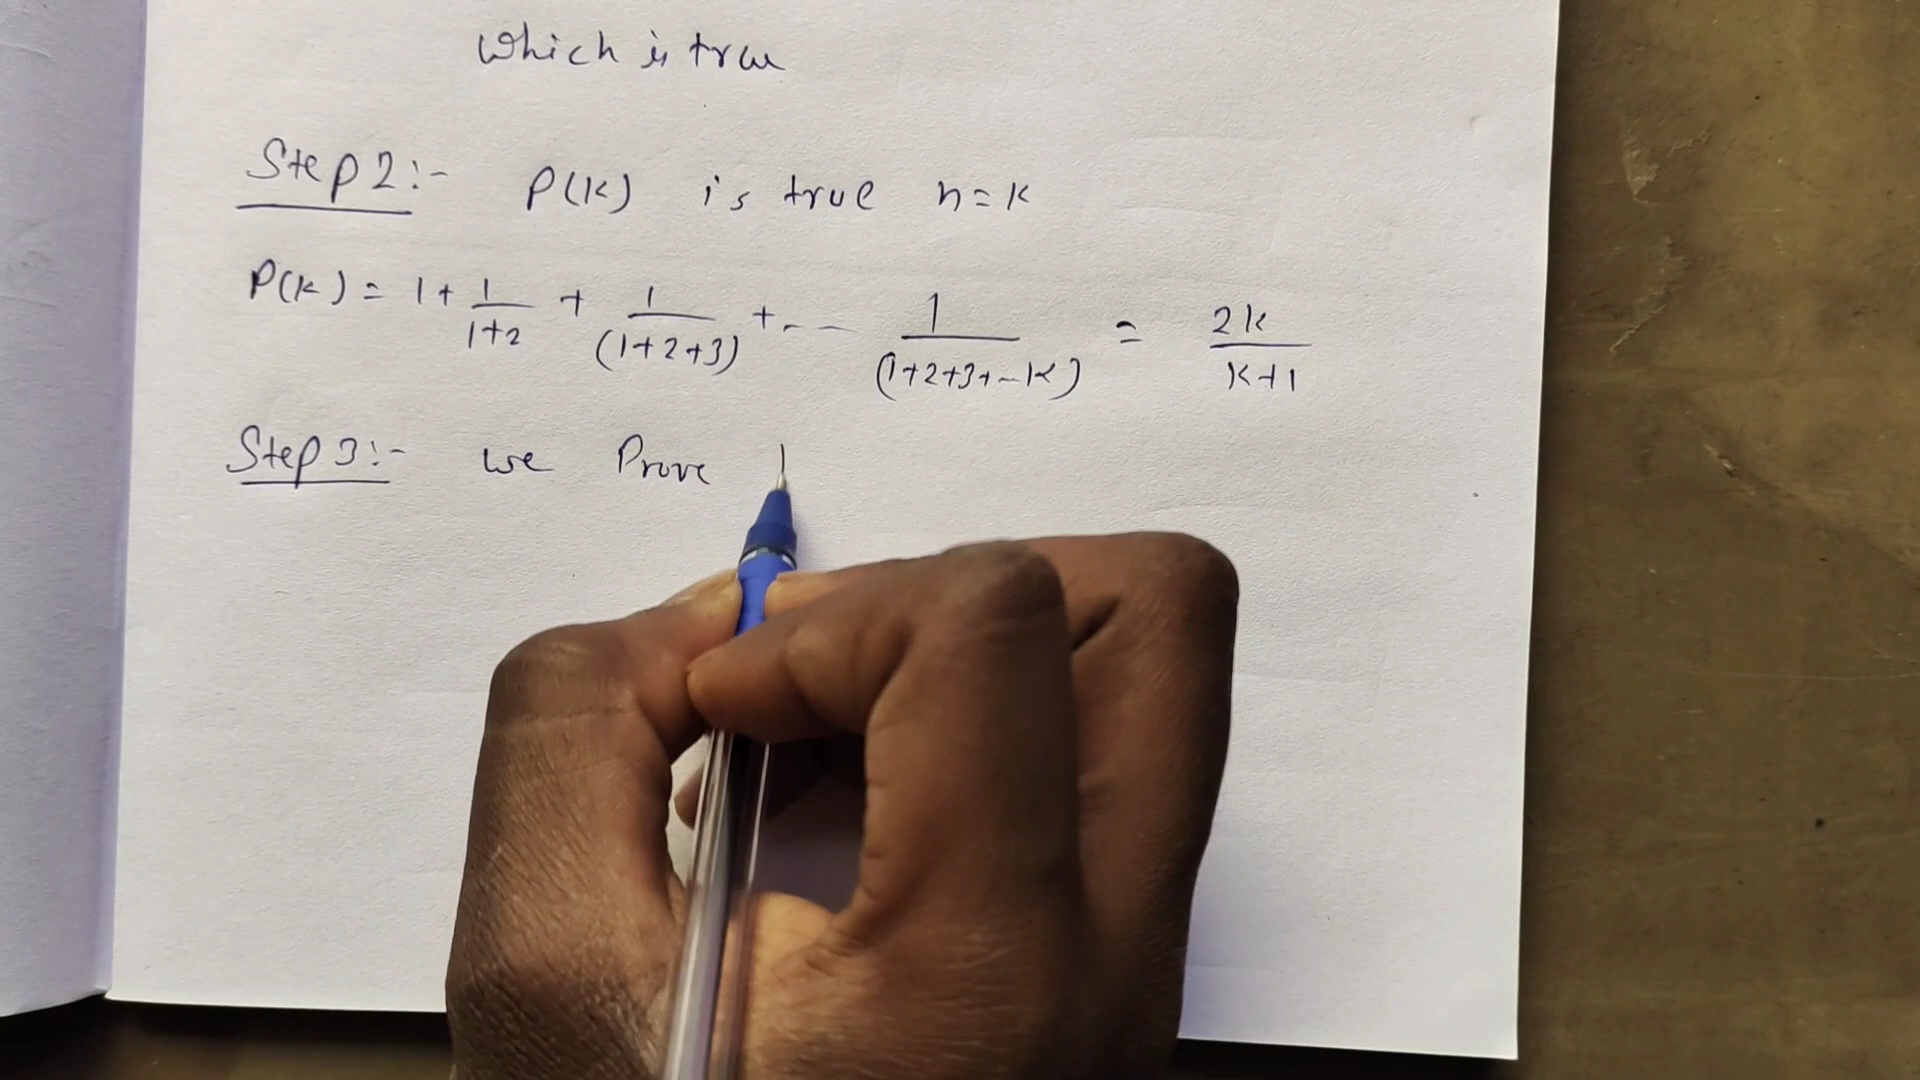 Which is true
Step 2:- P(K) is true n=k
P(k) = 1 + 1/(1+2) + 1/(1+2+3) + -- 1/(1+2+3+--k) = 2k/(k+1)
Step 3:- we Prove